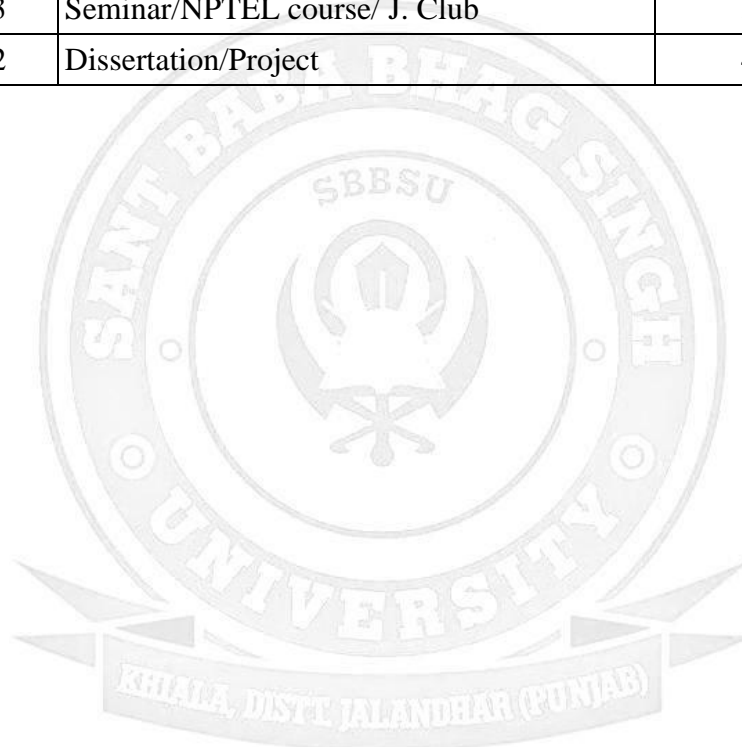 3 Seminar/NPTEL course/ J. Club
2 Dissertation/Project
SANT BABA BHAG SINGH
SBBSU
UNIVERSITY
KHIALA, DISTT. JALANDHAR (PUNJAB)